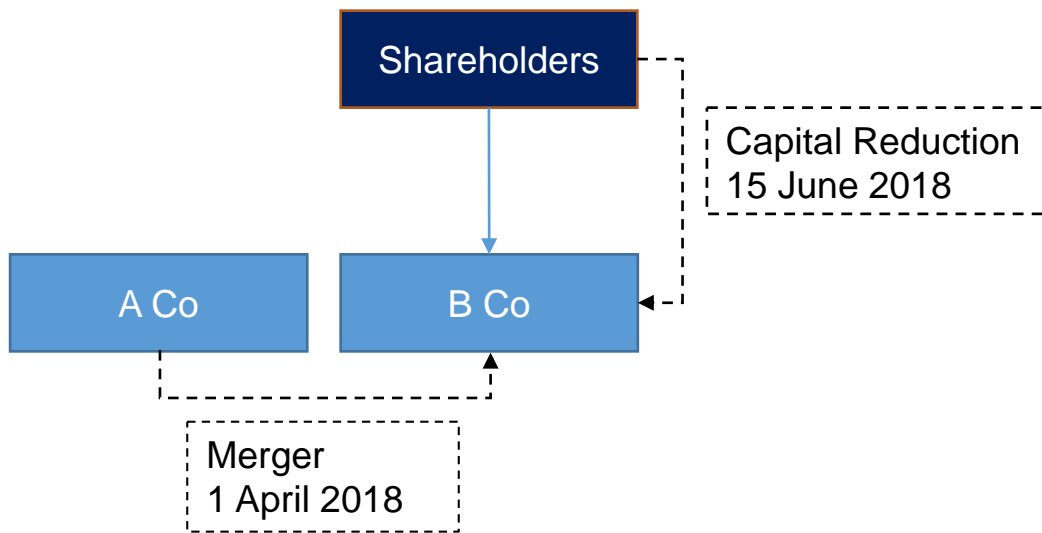 Shareholders
Capital Reduction
15 June 2018
A Co
B Co
Merger
1 April 2018